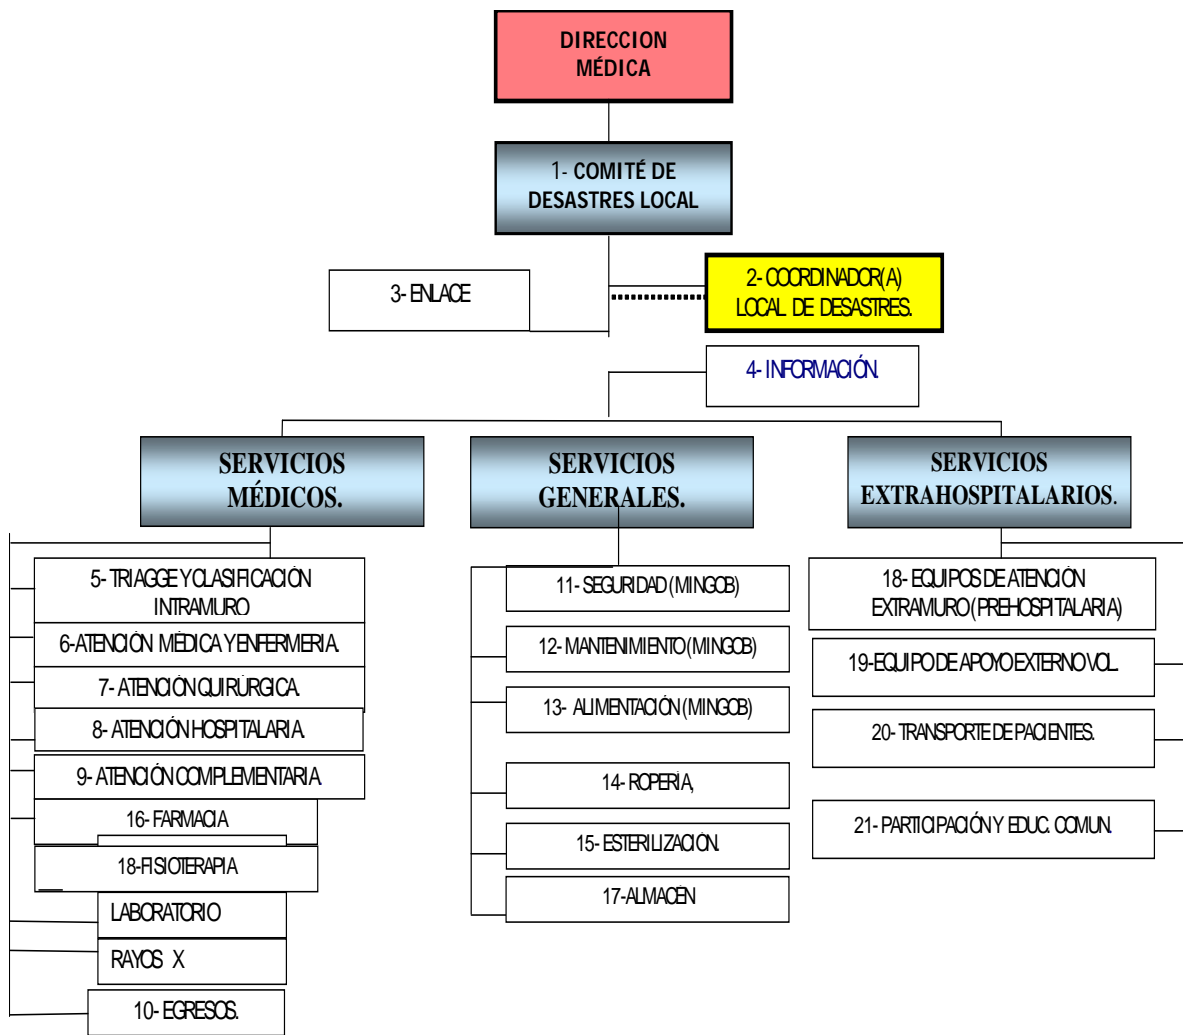 DIRECCION
MÉDICA
1- COMITÉ DE
DESASTRES LOCAL
3- ENLACE
2- COORDINADOR(A)
LOCAL DE DESASTRES.
4- INFORMACIÓN.
SERVICIOS
MÉDICOS.
SERVICIOS
GENERALES.
SERVICIOS
EXTRAHOSPITALARIOS.
5- TRIAGGE Y CLASIFICACIÓN
INTRAMURO
6-ATENCIÓN MÉDICA Y ENFERMERIA.
7- ATENCIÓN QUIRÚRGICA.
8- ATENCIÓN HOSPITALARIA.
9- ATENCIÓN COMPLEMENTARIA.
16- FARMACIA
18-FISIOTERAPIA
LABORATORIO
RAYOS X
10- EGRESOS.
11- SEGURIDAD (MINGOB)
12- MANTENIMIENTO (MINGOB)
13- ALIMENTACIÓN (MINGOB)
14- ROPERÍA,
15- ESTERILIZACIÓN.
17-ALMACÉN
18- EQUIPOS DE ATENCIÓN
EXTRAMURO (PREHOSPITALARIA)
19-EQUIPO DE APOYO EXTERNO VOL.
20- TRANSPORTE DE PACIENTES.
21- PARTICIPACIÓN Y EDUC. COMUN.